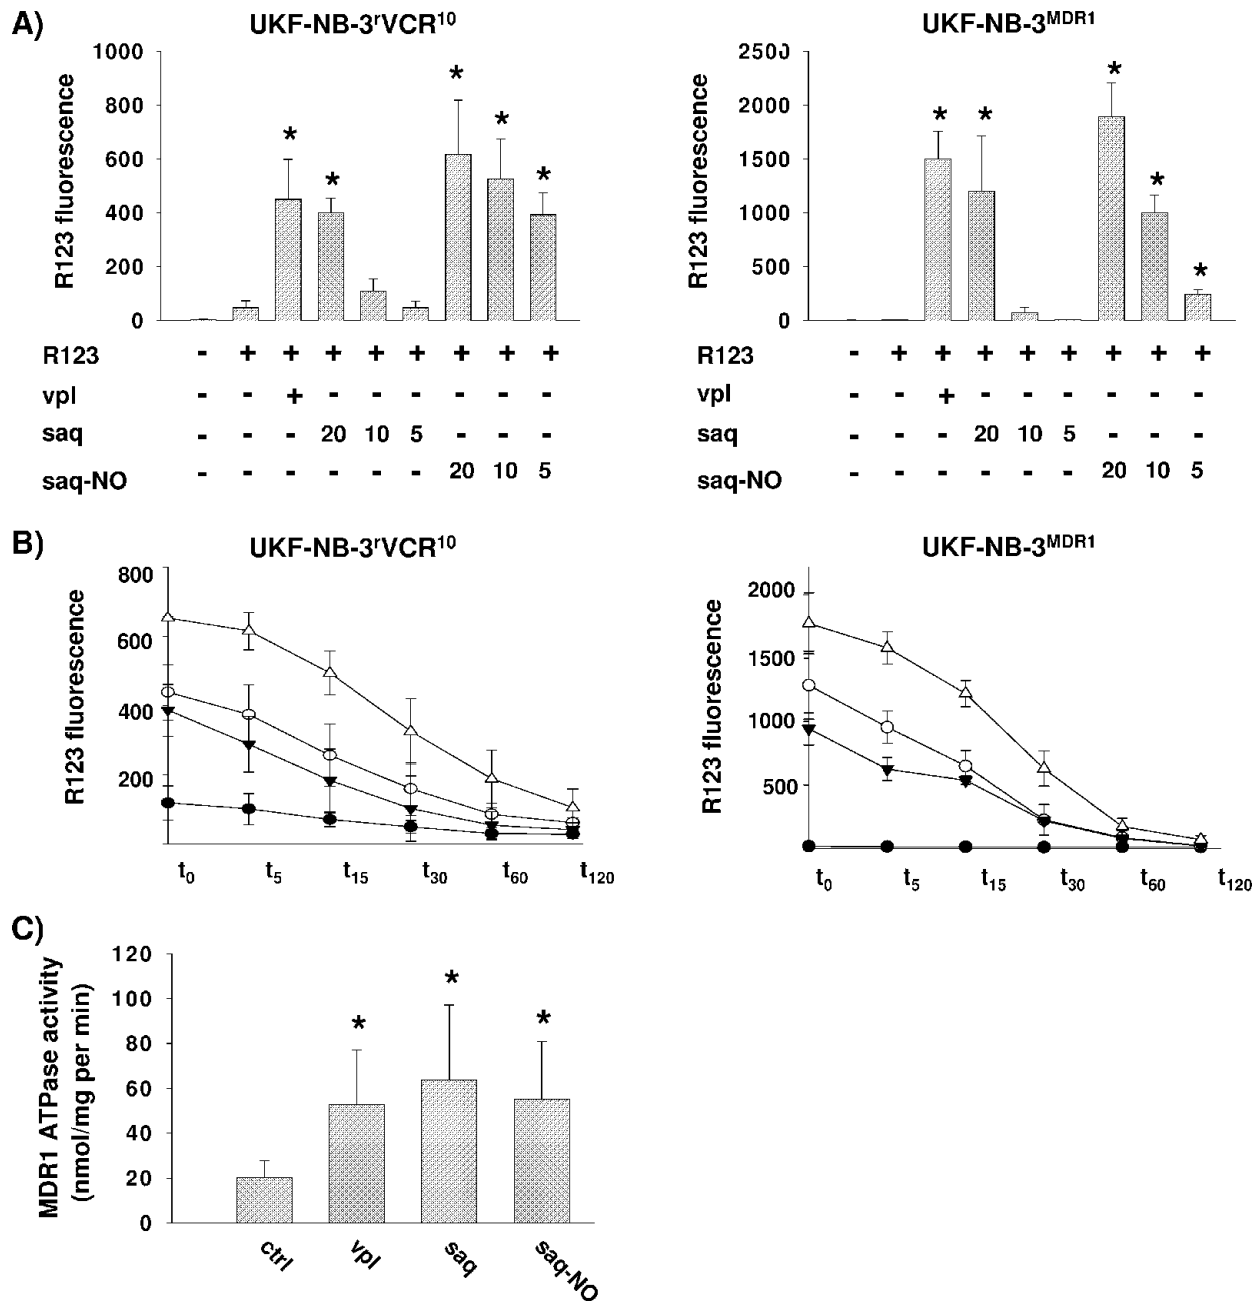 A)
UKF-NB-3ʳVCR¹⁰
UKF-NB-3ᴹᴰᴿ¹
R123 fluorescence
1000
800
600
400
200
0
* * * * *
R123 fluorescence
2500
2000
1500
1000
500
0
* * * * *
R123 - + + + + + + + +
vpl - - + - - - - - -
saq - - - 20 10 5 - - -
saq-NO - - - - - - 20 10 5
R123 - + + + + + + + +
vpl - - + - - - - - -
saq - - - 20 10 5 - - -
saq-NO - - - - - - 20 10 5
B)
UKF-NB-3ʳVCR¹⁰
UKF-NB-3ᴹᴰᴿ¹
R123 fluorescence
800
600
400
200
t₀ t₅ t₁₅ t₃₀ t₆₀ t₁₂₀
R123 fluorescence
2000
1500
1000
500
t₀ t₅ t₁₅ t₃₀ t₆₀ t₁₂₀
C)
MDR1 ATPase activity
(nmol/mg per min)
120
100
80
60
40
20
0
* * *
ctrl vpl saq saq-NO